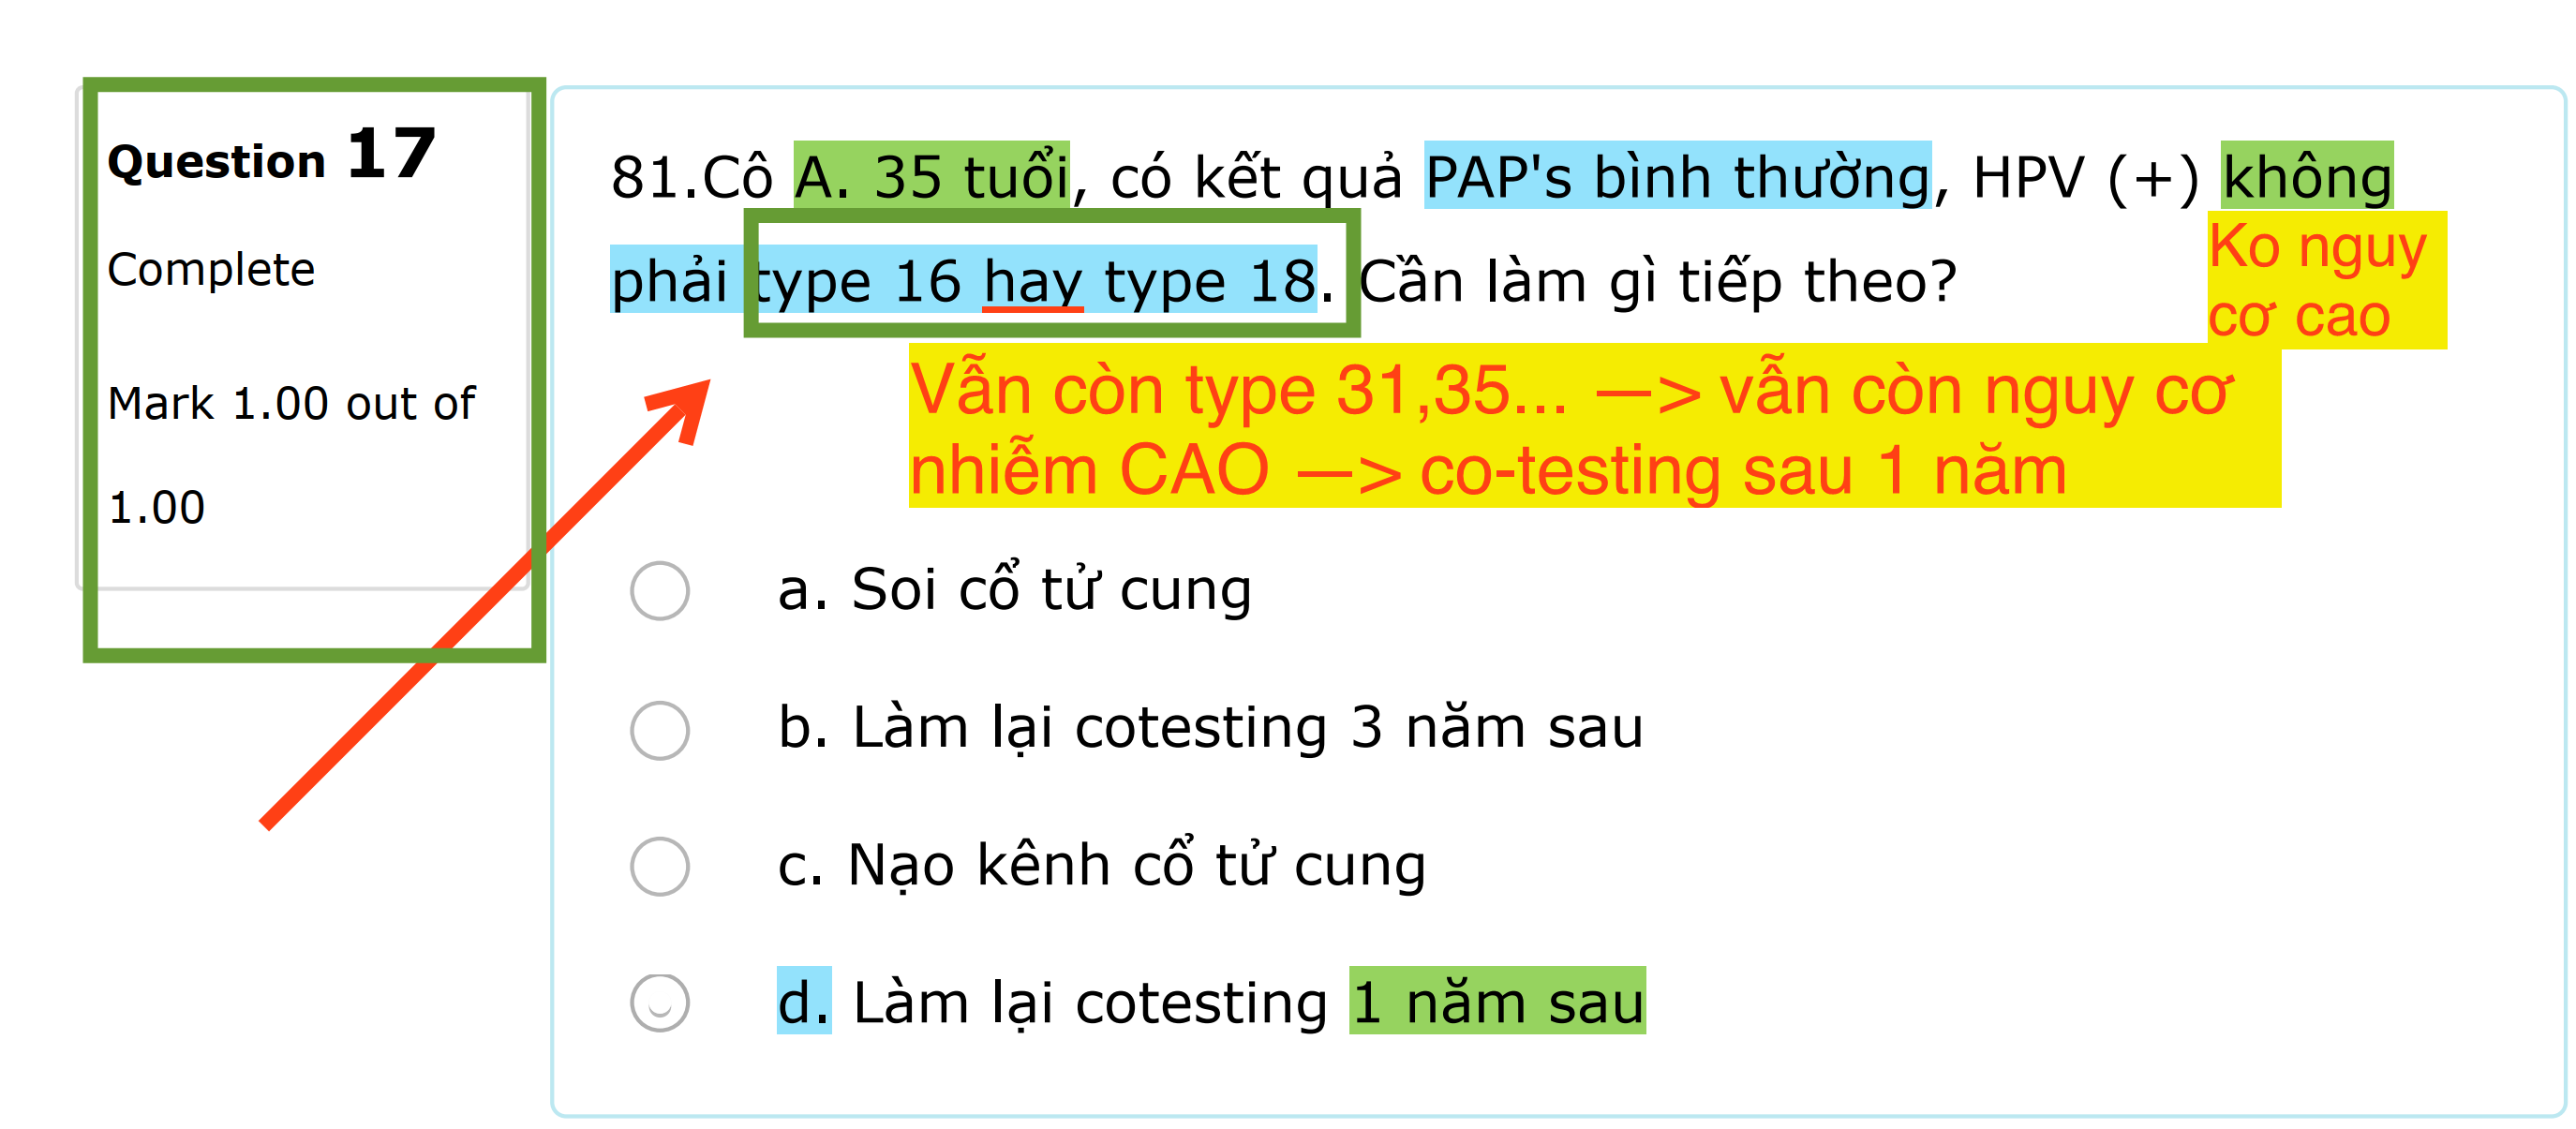 Question 17
Complete
Mark 1.00 out of
1.00
81.Cô A. 35 tuổi, có kết quả PAP's bình thường, HPV (+) không
phải type 16 hay type 18. Cần làm gì tiếp theo?
Ko nguy
cơ cao
Vẫn còn type 31,35... —> vẫn còn nguy cơ
nhiễm CAO —> co-testing sau 1 năm
a. Soi cổ tử cung
b. Làm lại cotesting 3 năm sau
c. Nạo kênh cổ tử cung
d. Làm lại cotesting 1 năm sau